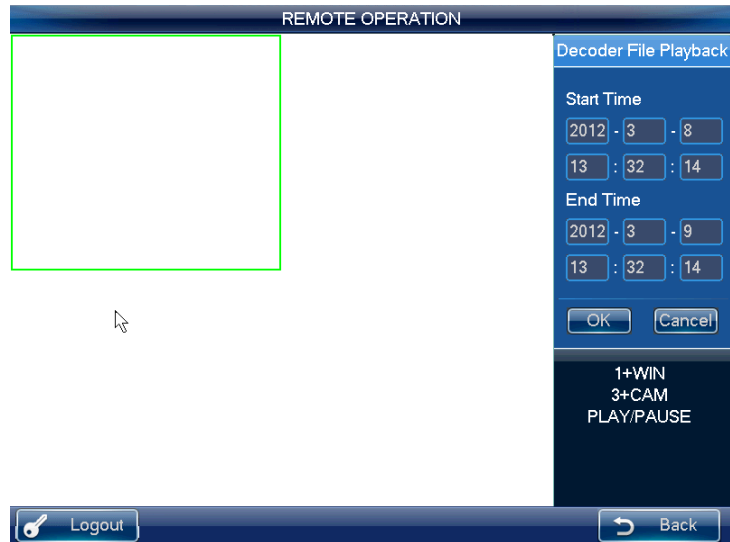 REMOTE OPERATION
Decoder File Playback
Start Time
2012 - 3 - 8
13 : 32 : 14
End Time
2012 - 3 - 9
13 : 32 : 14
OK Cancel
1+WIN
3+CAM
PLAY/PAUSE
Logout Back